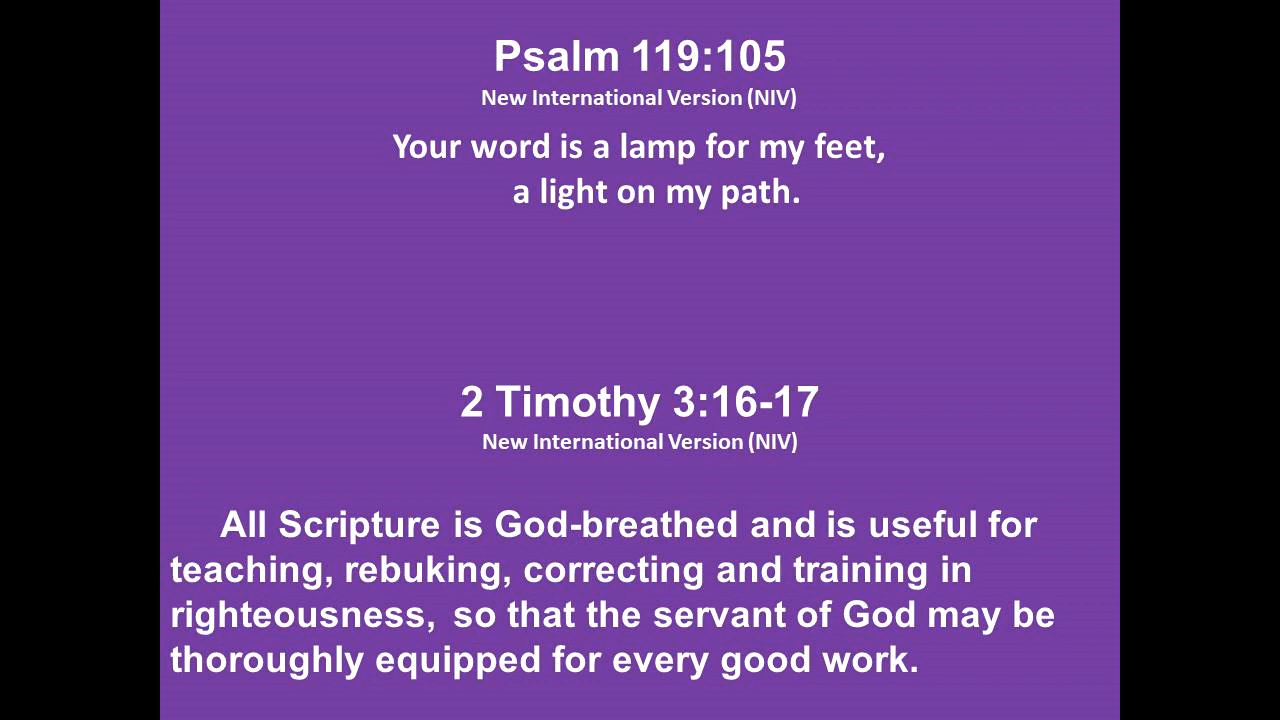 Psalm 119:105
New International Version (NIV)
Your word is a lamp for my feet,
a light on my path.
2 Timothy 3:16-17
New International Version (NIV)
All Scripture is God-breathed and is useful for
teaching, rebuking, correcting and training in
righteousness, so that the servant of God may be
thoroughly equipped for every good work.